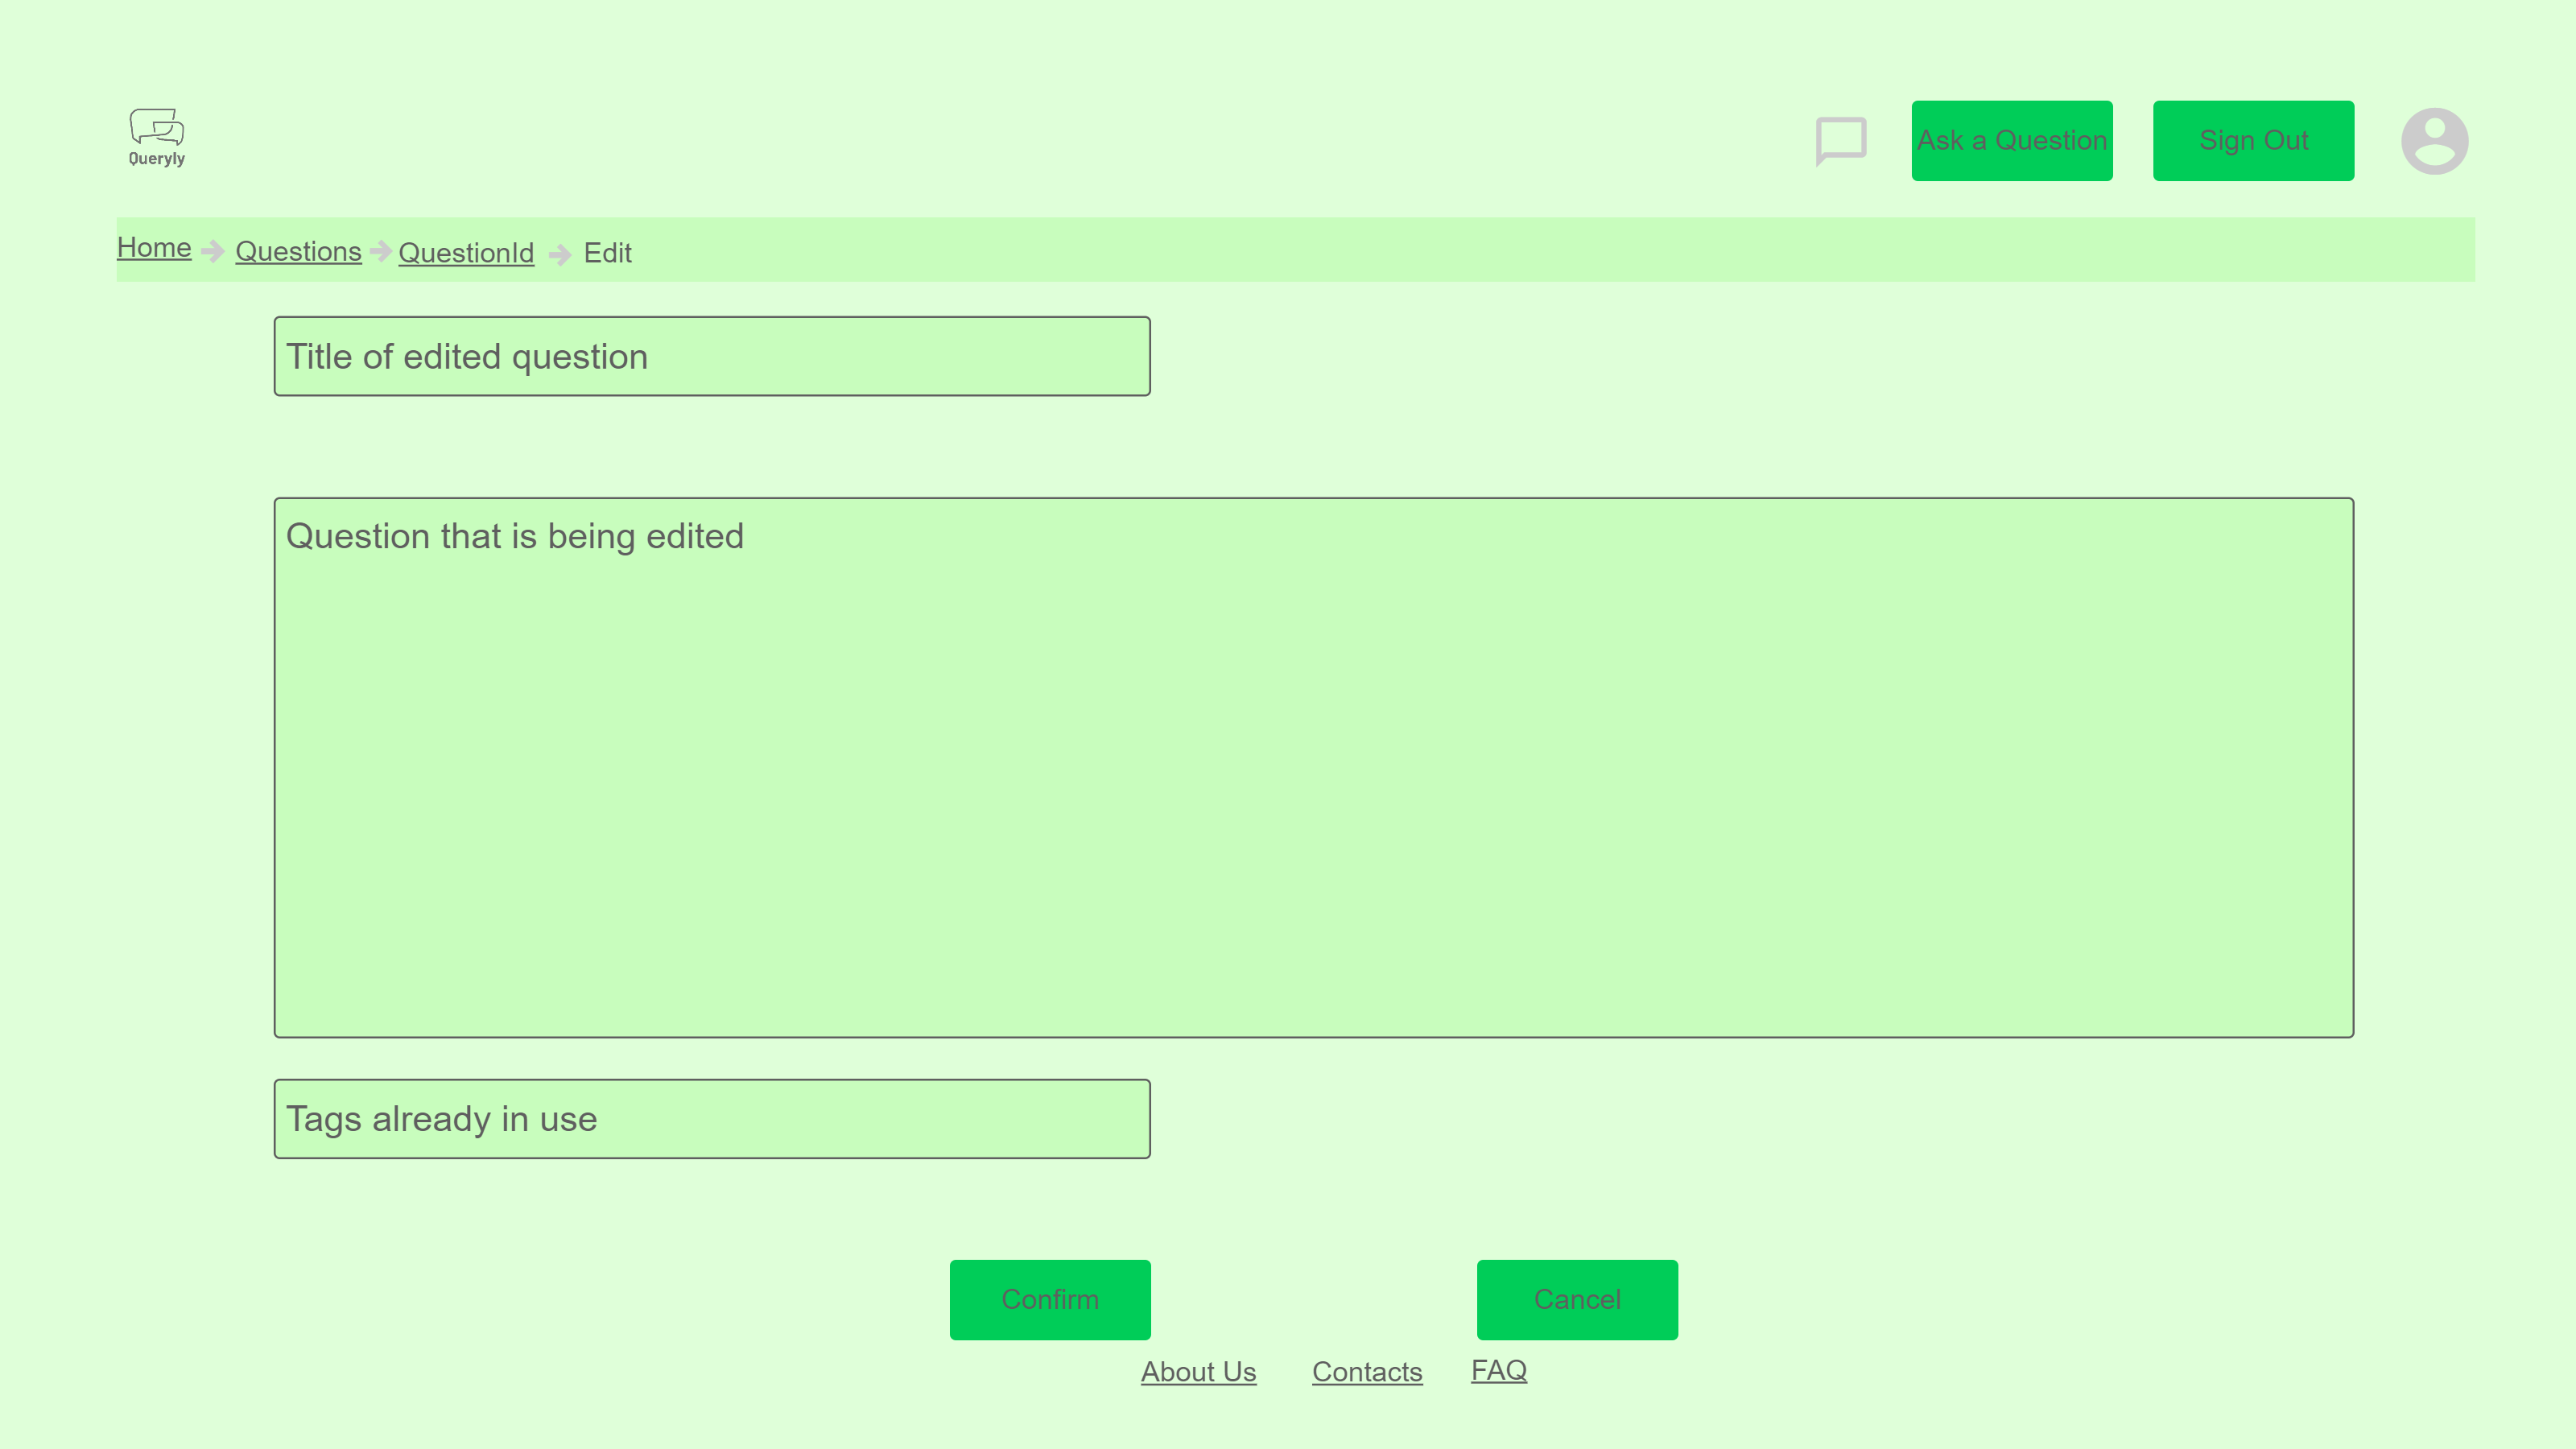 Queryly
Ask a Question
Sign Out
Home Questions QuestionId Edit
Title of edited question
Question that is being edited
Tags already in use
Confirm
Cancel
About Us Contacts FAQ